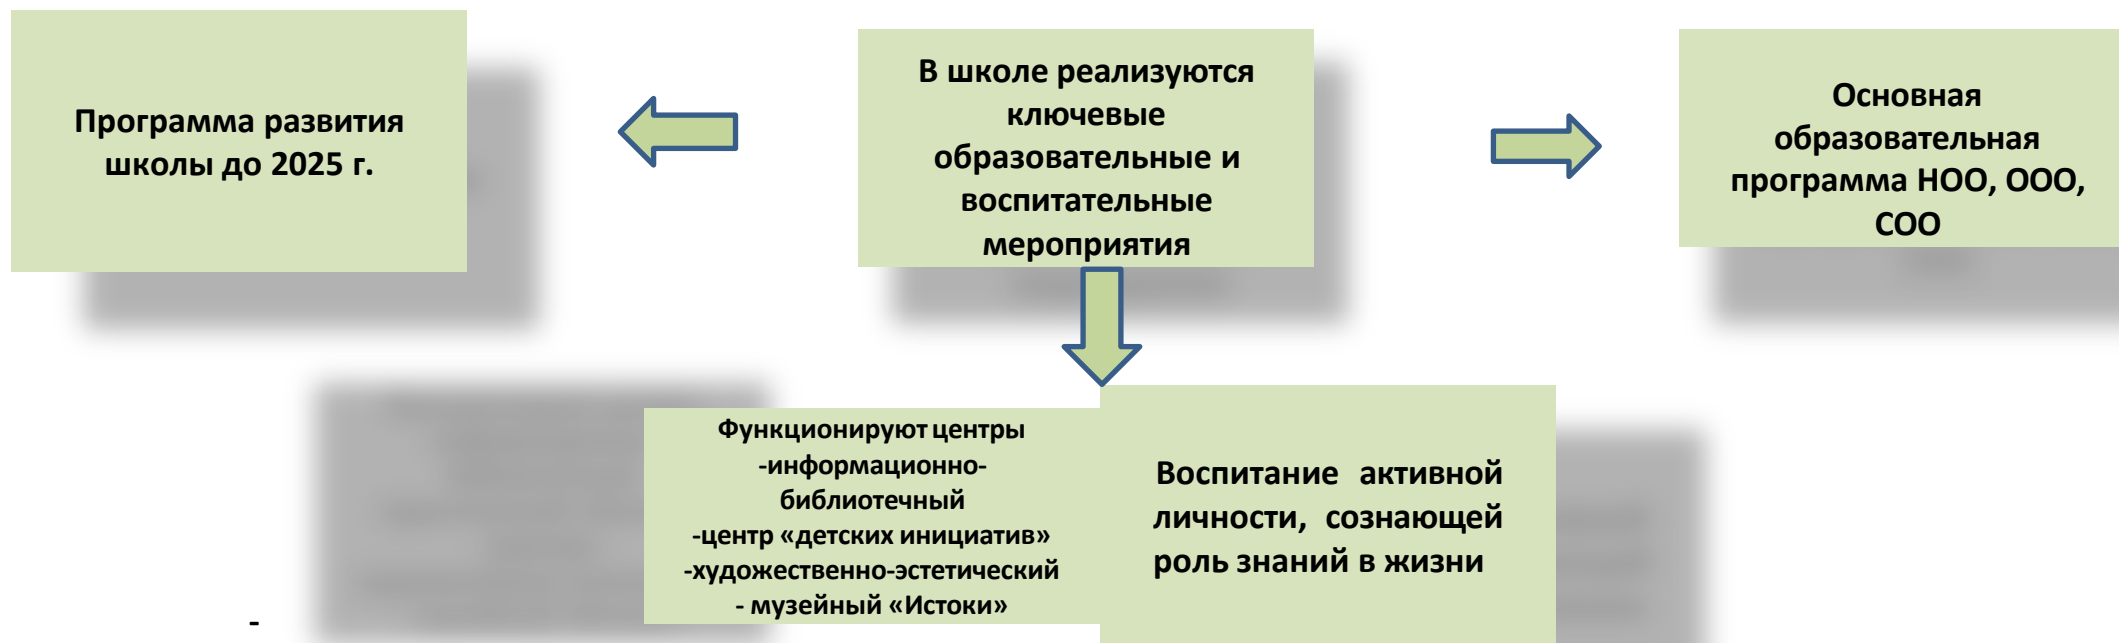 Программа развития
школы до 2025 г.
В школе реализуются
ключевые
образовательные и
воспитательные
мероприятия
Основная
образовательная
программа НОО, ООО,
СОО
Функционируют центры
-информационно-
библиотечный
-центр «детских инициатив»
-художественно-эстетический
- музейный «Истоки»
Воспитание активной
личности, сознающей
роль знаний в жизни
-